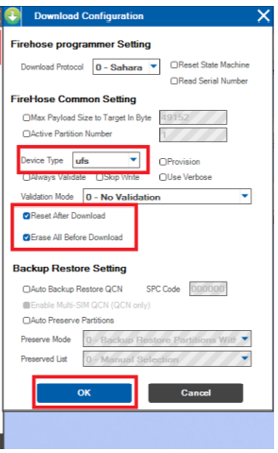 Download Configuration
Firehose programmer Setting
Download Protocol 0 - Sahara Reset State Machine
Read Serial Number
FireHose Common Setting
Max Payload Size to Target In Byte 49152
Active Partition Number 1
Device Type ufs Provision
Always Validate Skip Write Use Verbose
Validation Mode 0 - No Validation
Reset After Download
Erase All Before Download
Backup Restore Setting
Auto Backup Restore QCN SPC Code 000000
Enable Multi-SIM QCN (QCN only)
Auto Preserve Partitions
Preserve Mode 0 - Backup Restore Partitions Will
Preserved List 0 - Manual Selection
OK Cancel